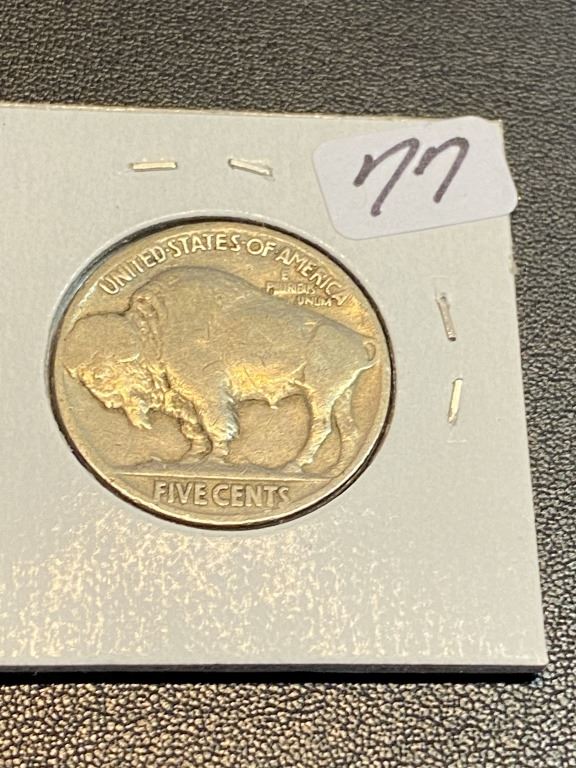 77
UNITED·STATES·OF AMERICA
E
PLURIBUS
UNUM
FIVE CENTS